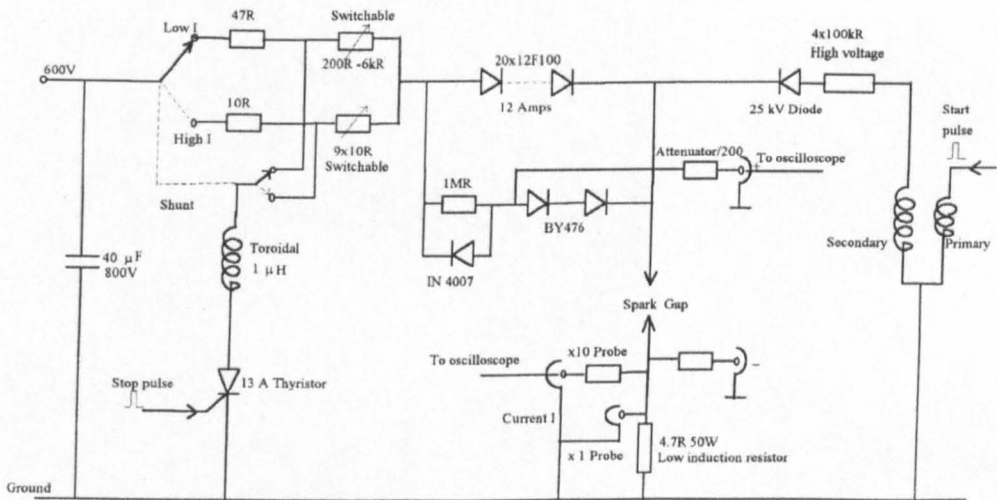 Low I
47R
Switchable
200R -6kR
600V
10R
High I
9x10R
Switchable
Shunt
20x12F100
12 Amps
4x100kR
High voltage
25 kV Diode
Start
pulse
Attenuator/200
+
To oscilloscope
1MR
BY476
IN 4007
Toroidal
1 μH
40 μF
800V
Secondary
Primary
Spark Gap
To oscilloscope
x10 Probe
-
Stop pulse
13 A Thyristor
Current I
x 1 Probe
4.7R 50W
Low induction resistor
Ground